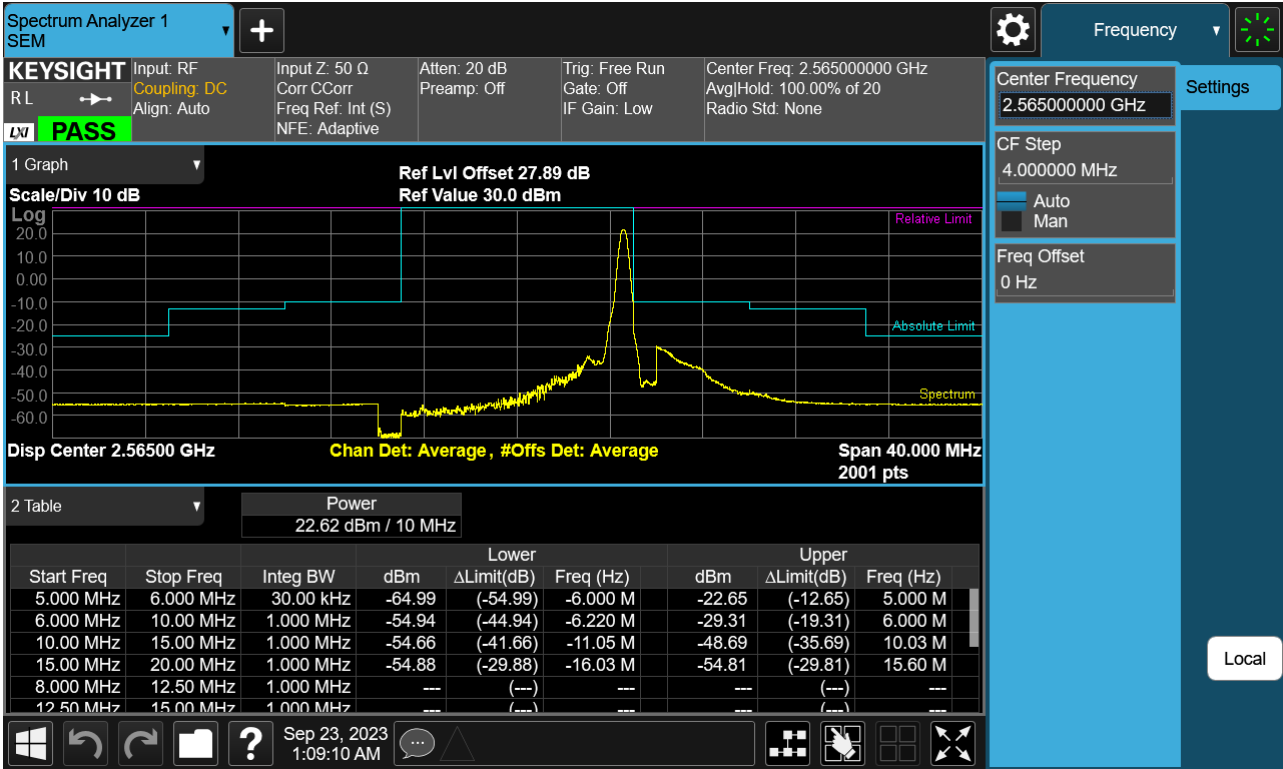 Spectrum Analyzer 1
SEM
Frequency
KEYSIGHT
R L
LXI PASS
Input: RF
Coupling: DC
Align: Auto
Input Z: 50 Ω
Corr CCorr
Freq Ref: Int (S)
NFE: Adaptive
Atten: 20 dB
Preamp: Off
Trig: Free Run
Gate: Off
IF Gain: Low
Center Freq: 2.565000000 GHz
Avg|Hold: 100.00% of 20
Radio Std: None
Center Frequency
2.565000000 GHz
Settings
CF Step
4.000000 MHz
Auto
Man
Freq Offset
0 Hz
1 Graph
Scale/Div 10 dB
Ref Lvl Offset 27.89 dB
Ref Value 30.0 dBm
Log
20.0
10.0
0.00
-10.0
-20.0
-30.0
-40.0
-50.0
-60.0
Relative Limit
Absolute Limit
Spectrum
Disp Center 2.56500 GHz
Chan Det: Average , #Offs Det: Average
Span 40.000 MHz
2001 pts
2 Table
Power
22.62 dBm / 10 MHz
Lower Upper
Start Freq Stop Freq Integ BW dBm ΔLimit(dB) Freq (Hz) dBm ΔLimit(dB) Freq (Hz)
5.000 MHz 6.000 MHz 30.00 kHz -64.99 (-54.99) -6.000 M -22.65 (-12.65) 5.000 M
6.000 MHz 10.00 MHz 1.000 MHz -54.94 (-44.94) -6.220 M -29.31 (-19.31) 6.000 M
10.00 MHz 15.00 MHz 1.000 MHz -54.66 (-41.66) -11.05 M -48.69 (-35.69) 10.03 M
15.00 MHz 20.00 MHz 1.000 MHz -54.88 (-29.88) -16.03 M -54.81 (-29.81) 15.60 M
8.000 MHz 12.50 MHz 1.000 MHz --- (---) --- --- (---) ---
12.50 MHz 15.00 MHz 1.000 MHz --- (---) --- --- (---) ---
Local
Sep 23, 2023
1:09:10 AM